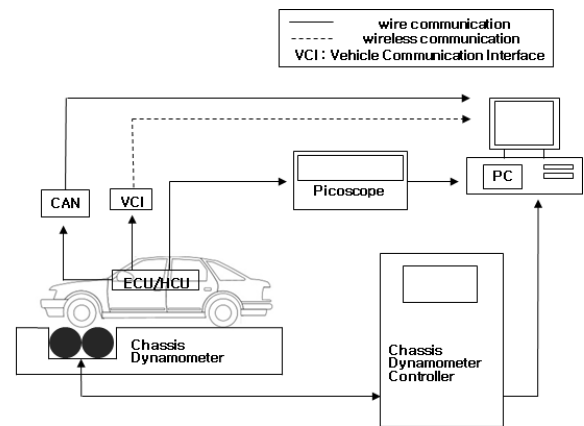 wire communication
wireless communication
VCI : Vehicle Communication Interface
CAN
VCI
Picoscope
PC
ECU/HCU
Chassis
Dynamometer
Chassis
Dynamometer
Controller